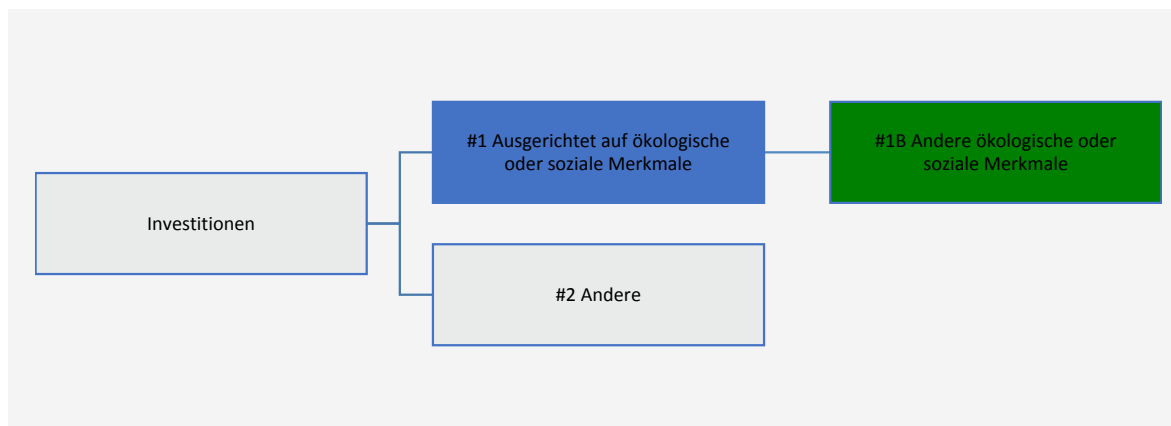 #1 Ausgerichtet auf ökologische
oder soziale Merkmale
#1B Andere ökologische oder
soziale Merkmale
Investitionen
#2 Andere